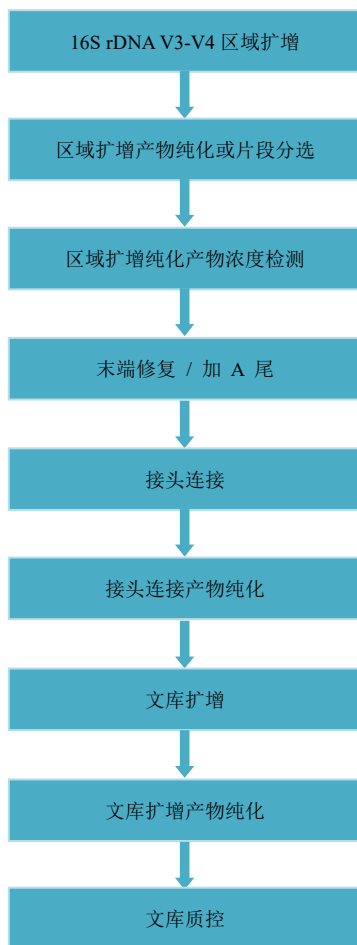 16S rDNA V3-V4 区域扩增
区域扩增产物纯化或片段分选
区域扩增纯化产物浓度检测
末端修复 / 加 A 尾
接头连接
接头连接产物纯化
文库扩增
文库扩增产物纯化
文库质控